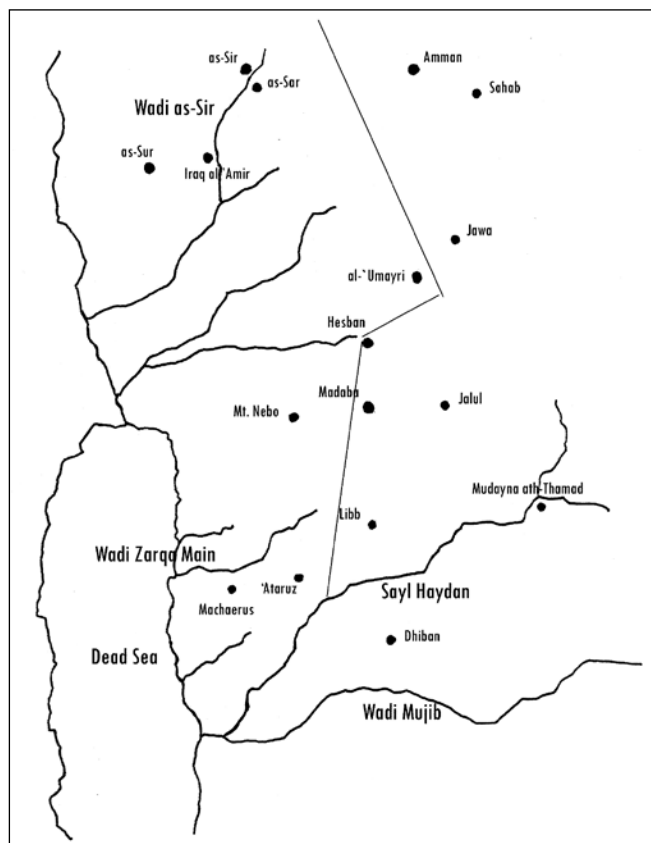 as-Sir
Amman
as-Sar
Sahab
Wadi as-Sir
as-Sur
Iraq al-'Amir
Jawa
al-`Umayri
Hesban
Madaba
Jalul
Mt. Nebo
Mudayna ath-Thamad
Libb
Wadi Zarqa Main
'Ataruz
Sayl Haydan
Machaerus
Dhiban
Dead Sea
Wadi Mujib